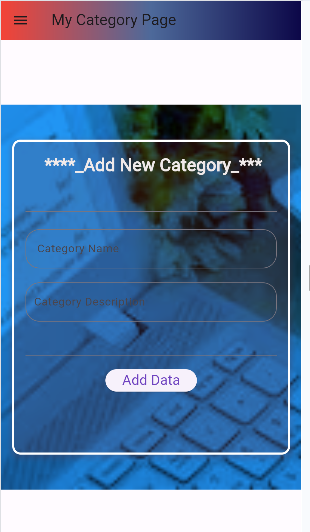 My Category Page
****_Add New Category_***
Category Name
Category Description
Add Data